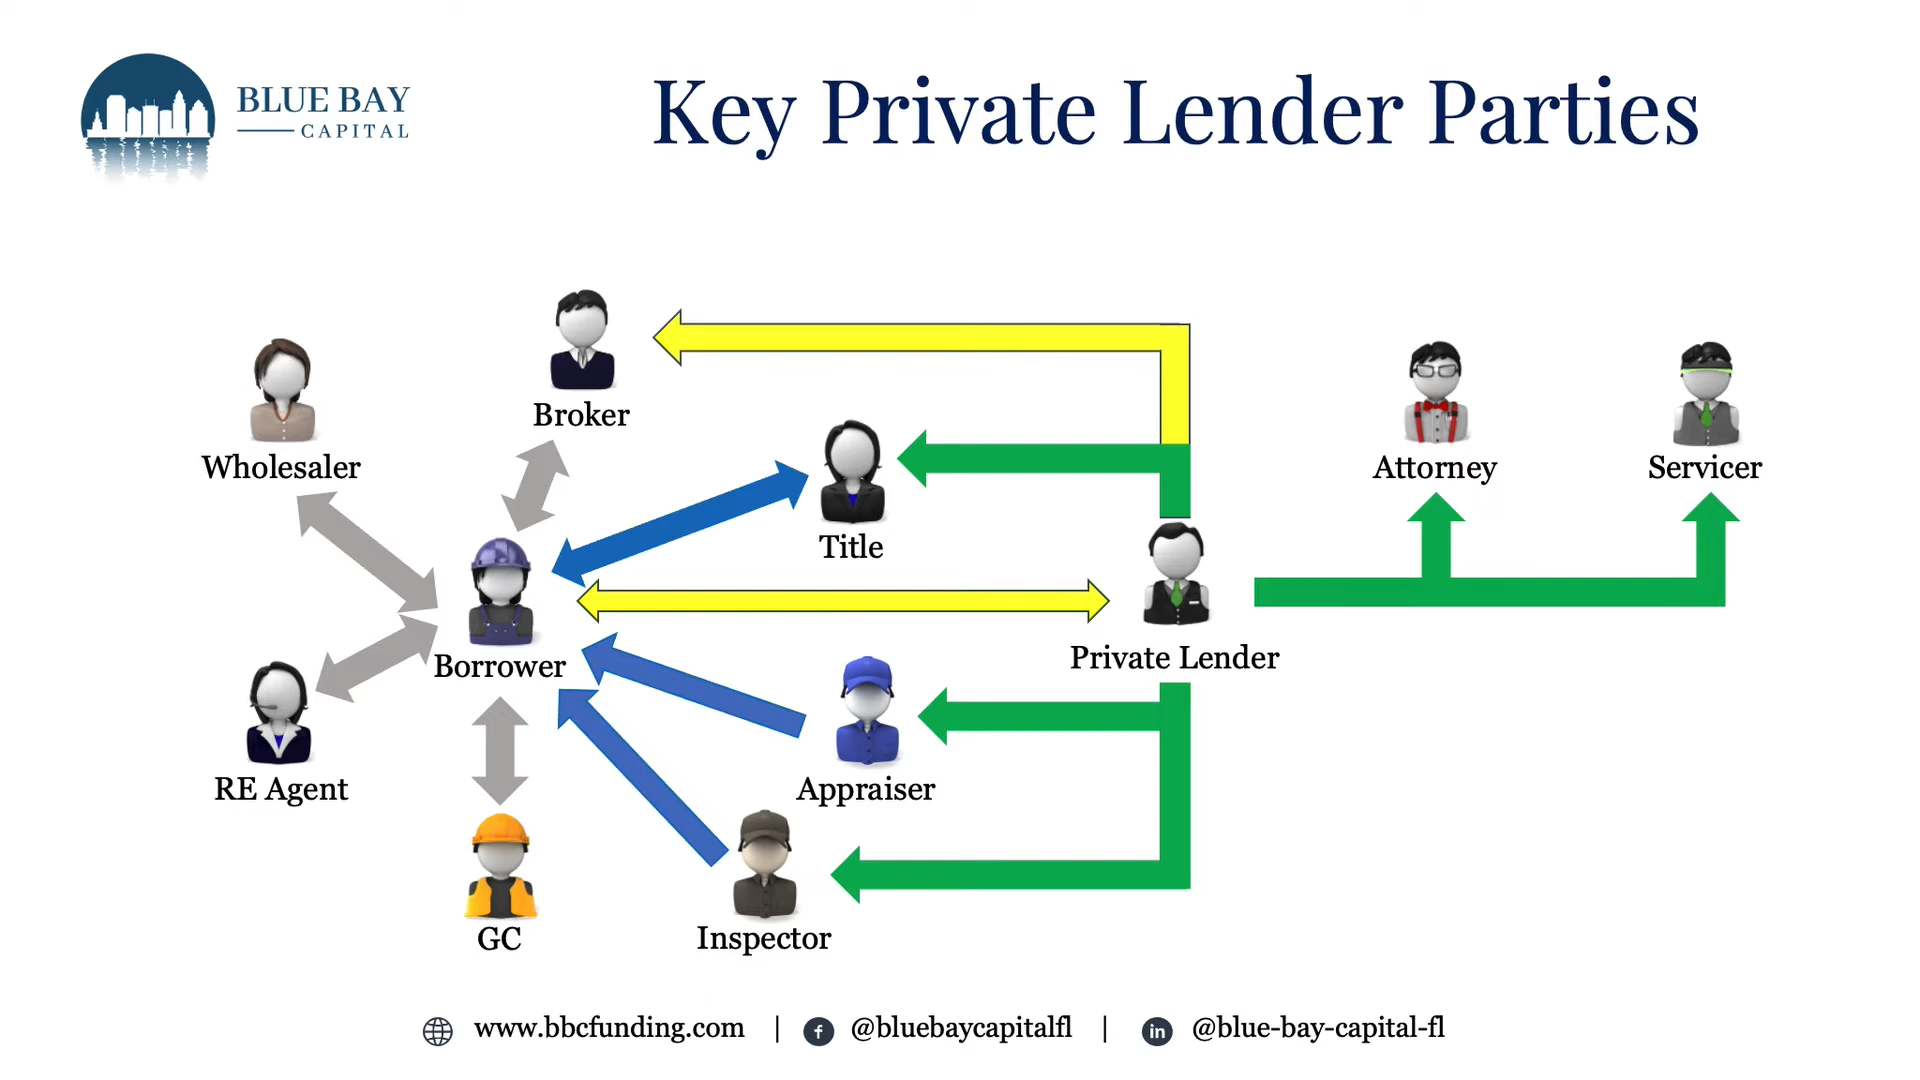 BLUE BAY
CAPITAL
Key Private Lender Parties
Broker
Wholesaler
Attorney
Servicer
Title
Borrower
Private Lender
RE Agent
Appraiser
GC
Inspector
www.bbcfunding.com | @bluebaycapitalfl | @blue-bay-capital-fl